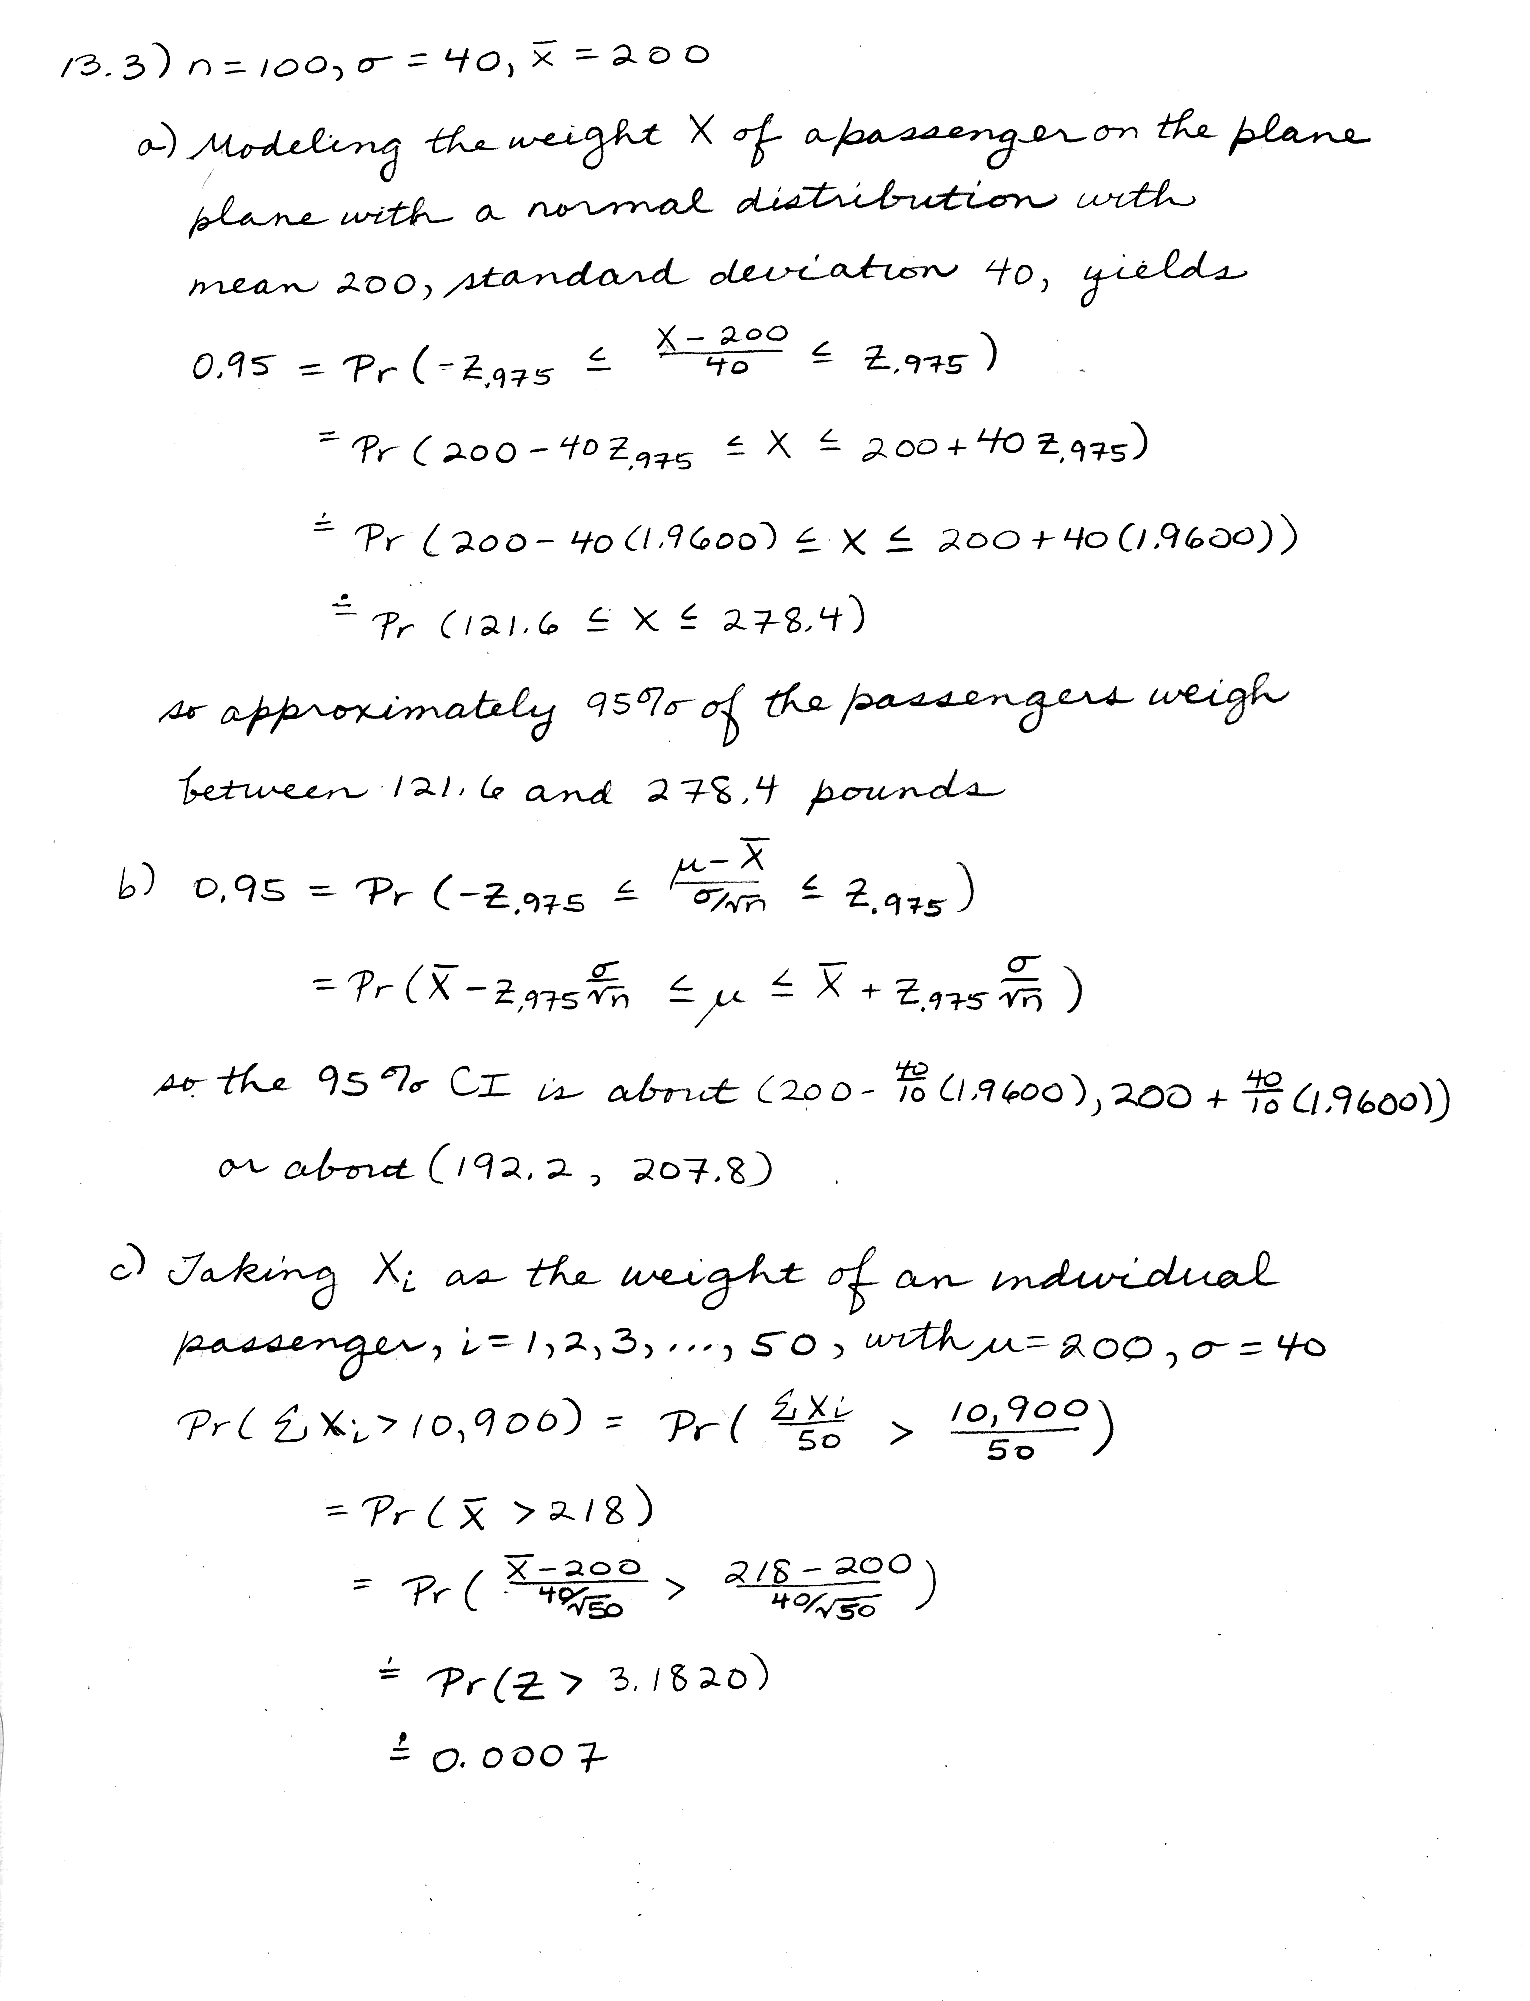 13.3) n = 100, σ = 40, x̄ = 200
a) Modeling the weight X of a passenger on the plane
plane with a normal distribution with
mean 200, standard deviation 40, yields
0.95 = Pr (-Z.975 ≤ (X - 200)/40 ≤ Z.975)
= Pr (200 - 40 Z.975 ≤ X ≤ 200 + 40 Z.975)
≐ Pr (200 - 40 (1.9600) ≤ X ≤ 200 + 40 (1.9600))
≐ Pr (121.6 ≤ X ≤ 278.4)
so approximately 95% of the passengers weigh
between 121.6 and 278.4 pounds
b) 0.95 = Pr (-Z.975 ≤ (μ - X̄)/(σ/√n) ≤ Z.975)
= Pr (X̄ - Z.975 σ/√n ≤ μ ≤ X̄ + Z.975 σ/√n)
so the 95% CI is about (200 - 40/10 (1.9600), 200 + 40/10 (1.9600))
or about (192.2, 207.8)
c) Taking Xi as the weight of an individual
passenger, i = 1, 2, 3, ..., 50, with μ = 200, σ = 40
Pr (Σ Xi > 10,900) = Pr (Σ Xi/50 > 10,900/50)
= Pr (X̄ > 218)
= Pr ((X̄ - 200)/(40/√50) > (218 - 200)/(40/√50))
≐ Pr (Z > 3.1820)
≐ 0.0007